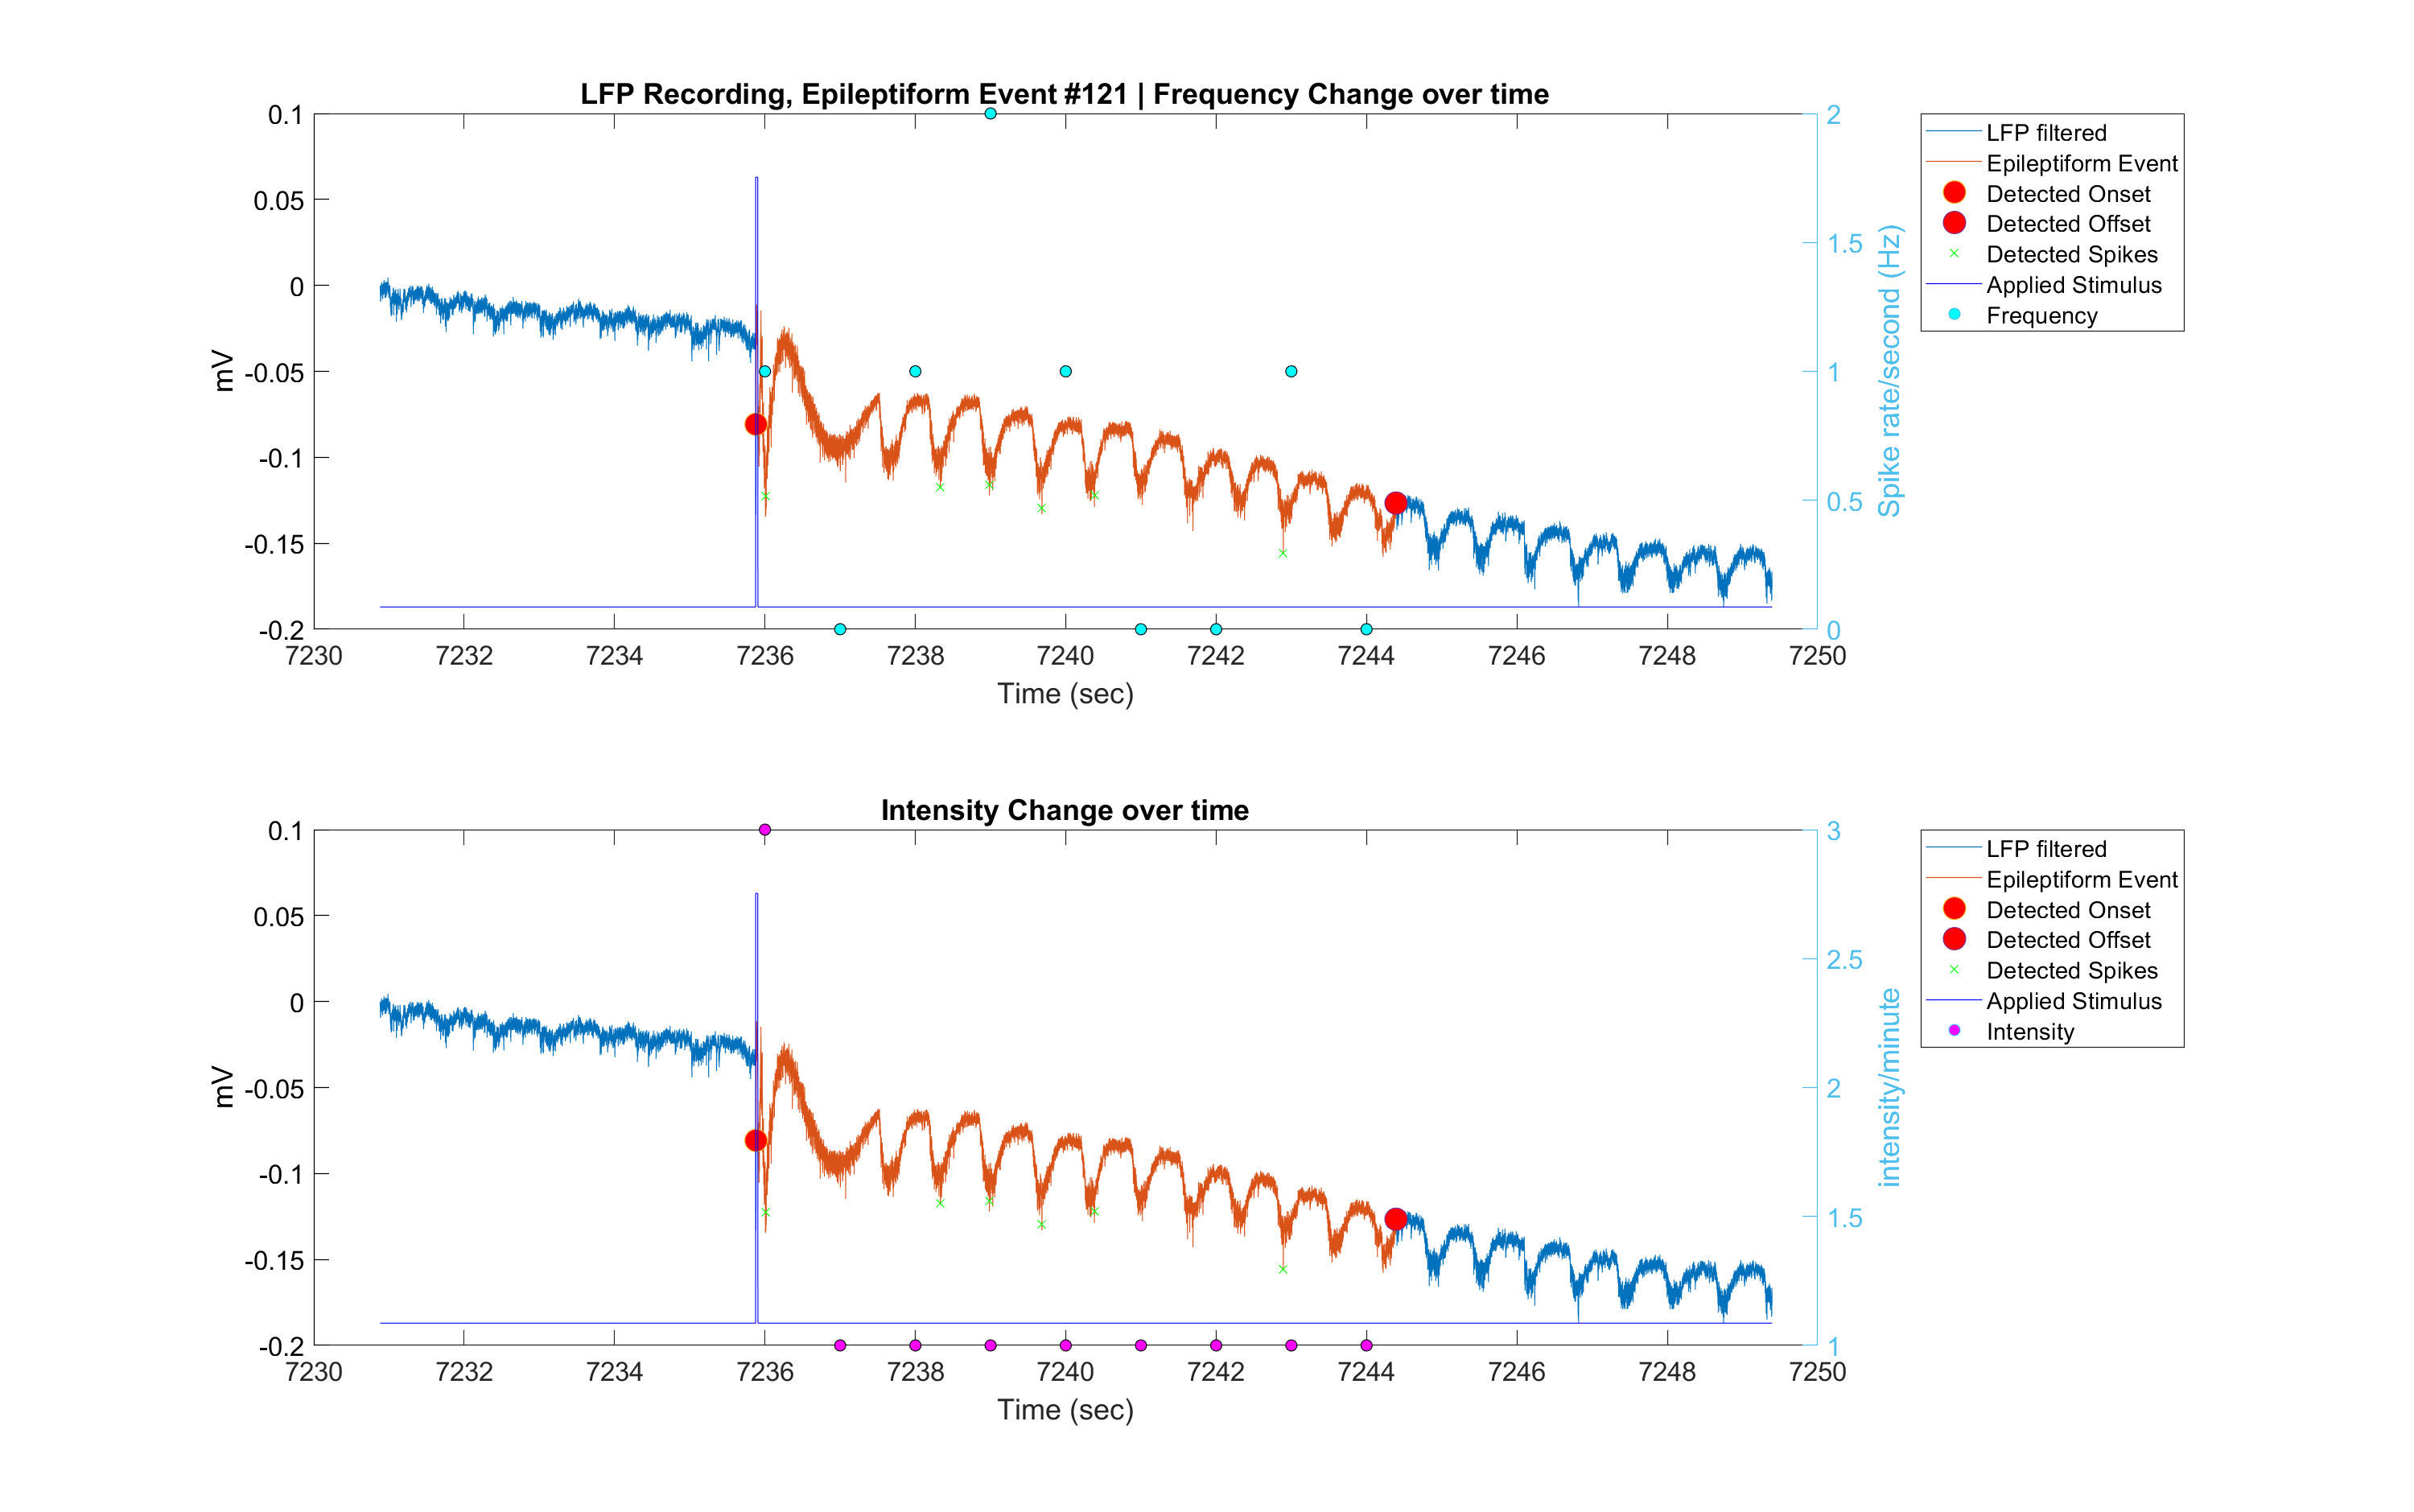 LFP Recording, Epileptiform Event #121 | Frequency Change over time
0.1
0.05
0
-0.05
-0.1
-0.15
-0.2
mV
2
1.5
1
0.5
0
Spike rate/second (Hz)
7230 7232 7234 7236 7238 7240 7242 7244 7246 7248 7250
Time (sec)
LFP filtered
Epileptiform Event
Detected Onset
Detected Offset
Detected Spikes
Applied Stimulus
Frequency
Intensity Change over time
0.1
0.05
0
-0.05
-0.1
-0.15
-0.2
mV
3
2.5
2
1.5
1
intensity/minute
7230 7232 7234 7236 7238 7240 7242 7244 7246 7248 7250
Time (sec)
LFP filtered
Epileptiform Event
Detected Onset
Detected Offset
Detected Spikes
Applied Stimulus
Intensity